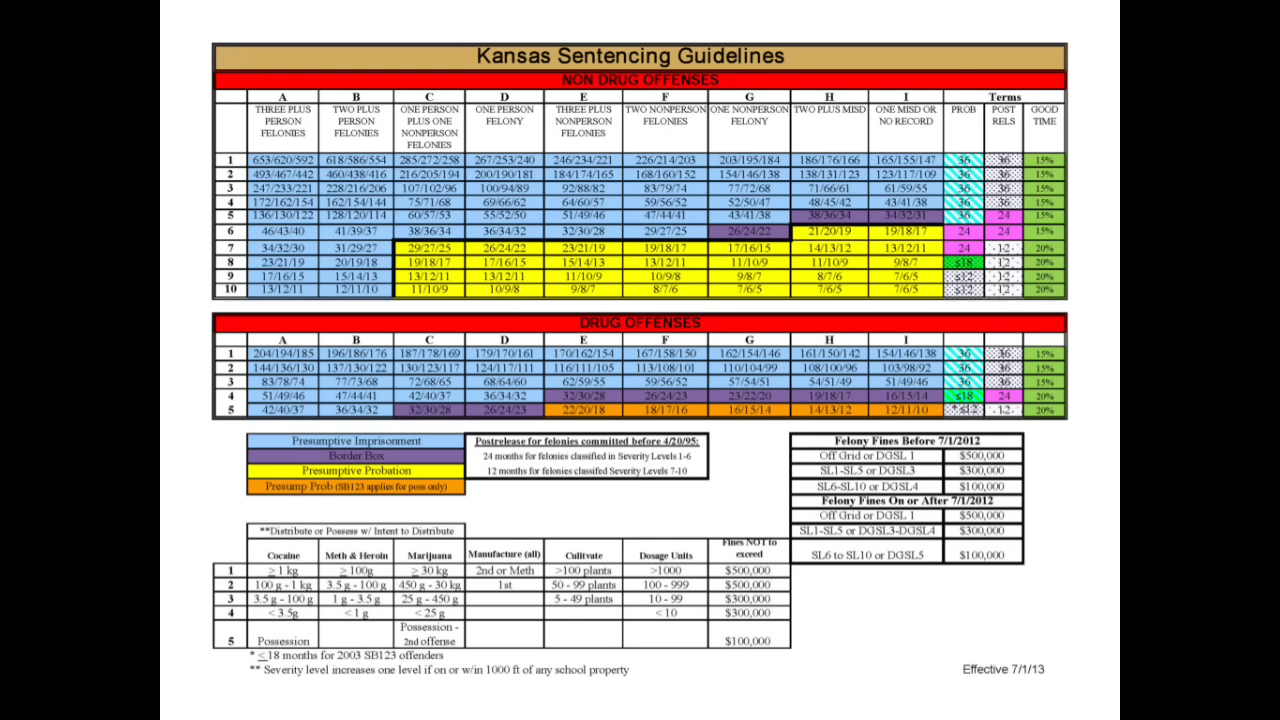 Kansas Sentencing Guidelines
NON DRUG OFFENSES
A B C D E F G H I Terms
THREE PLUS PERSON FELONIES TWO PLUS PERSON FELONIES ONE PERSON PLUS ONE NONPERSON FELONIES ONE PERSON FELONY THREE PLUS NONPERSON FELONIES TWO NONPERSON FELONIES ONE NONPERSON FELONY TWO PLUS MISD ONE MISD OR NO RECORD PROB POST RELS GOOD TIME
1 653/620/592 618/586/554 285/272/258 267/253/240 246/234/221 226/214/203 203/195/184 186/176/166 165/155/147 36 36 15%
2 493/467/442 460/438/416 216/205/194 200/190/181 184/174/165 168/160/152 154/146/138 138/131/123 123/117/109 36 36 15%
3 247/233/221 228/216/206 107/102/96 100/94/89 92/88/82 83/79/74 77/72/68 71/66/61 61/59/55 36 36 15%
4 172/162/154 162/154/144 75/71/68 69/66/62 64/60/57 59/56/52 52/50/47 48/45/42 43/41/38 36 36 15%
5 136/130/122 128/120/114 60/57/53 55/52/50 51/49/46 47/44/41 43/41/38 38/36/34 34/32/31 36 24 15%
6 46/43/40 41/39/37 38/36/34 36/34/32 32/30/28 29/27/25 26/24/22 21/20/19 19/18/17 24 24 15%
7 34/32/30 31/29/27 29/27/25 26/24/22 23/21/19 19/18/17 17/16/15 14/13/12 13/12/11 24 12 20%
8 23/21/19 20/19/18 19/18/17 17/16/15 15/14/13 13/12/11 11/10/9 11/10/9 9/8/7 ≤18 12 20%
9 17/16/15 15/14/13 13/12/11 13/12/11 11/10/9 10/9/8 9/8/7 8/7/6 7/6/5 ≤12 12 20%
10 13/12/11 12/11/10 11/10/9 10/9/8 9/8/7 8/7/6 7/6/5 7/6/5 7/6/5 ≤12 12 20%
DRUG OFFENSES
A B C D E F G H I
1 204/194/185 196/186/176 187/178/169 179/170/161 170/162/154 167/158/150 162/154/146 161/150/142 154/146/138 36 36 15%
2 144/136/130 137/130/122 130/123/117 124/117/111 116/111/105 113/108/101 110/104/99 108/100/96 103/98/92 36 36 15%
3 83/78/74 77/73/68 72/68/65 68/64/60 62/59/55 59/56/52 57/54/51 54/51/49 51/49/46 36 36 15%
4 51/49/46 47/44/41 42/40/37 36/34/32 32/30/28 26/24/23 23/22/20 19/18/17 16/15/14 ≤18 24 20%
5 42/40/37 36/34/32 32/30/28 26/24/23 22/20/18 18/17/16 16/15/14 14/13/12 12/11/10 *≤12 12 20%
Presumptive Imprisonment
Border Box
Presumptive Probation
Presump Prob (SB123 applies for poss only)
Postrelease for felonies committed before 4/20/95:
24 months for felonies classified in Severity Levels 1-6
12 months for felonies classifed Severity Levels 7-10
Felony Fines Before 7/1/2012
Off Grid or DGSL 1 $500,000
SL1-SL5 or DGSL3 $300,000
SL6-SL10 or DGSL4 $100,000
Felony Fines On or After 7/1/2012
Off Grid or DGSL 1 $500,000
SL1-SL5 or DGSL3-DGSL4 $300,000
SL6 to SL10 or DGSL5 $100,000
**Distribute or Possess w/ Intent to Distribute
Cocaine Meth & Heroin Marijuana Manufacture (all) Cultivate Dosage Units Fines NOT to exceed
1 ≥ 1 kg ≥ 100g ≥ 30 kg 2nd or Meth >100 plants >1000 $500,000
2 100 g - 1 kg 3.5 g - 100 g 450 g - 30 kg 1st 50 - 99 plants 100 - 999 $500,000
3 3.5 g - 100 g 1 g - 3.5 g 25 g - 450 g 5 - 49 plants 10 - 99 $300,000
4 < 3.5g < 1 g < 25 g < 10 $300,000
5 Possession Possession - 2nd offense $100,000
* ≤ 18 months for 2003 SB123 offenders
** Severity level increases one level if on or w/in 1000 ft of any school property
Effective 7/1/13